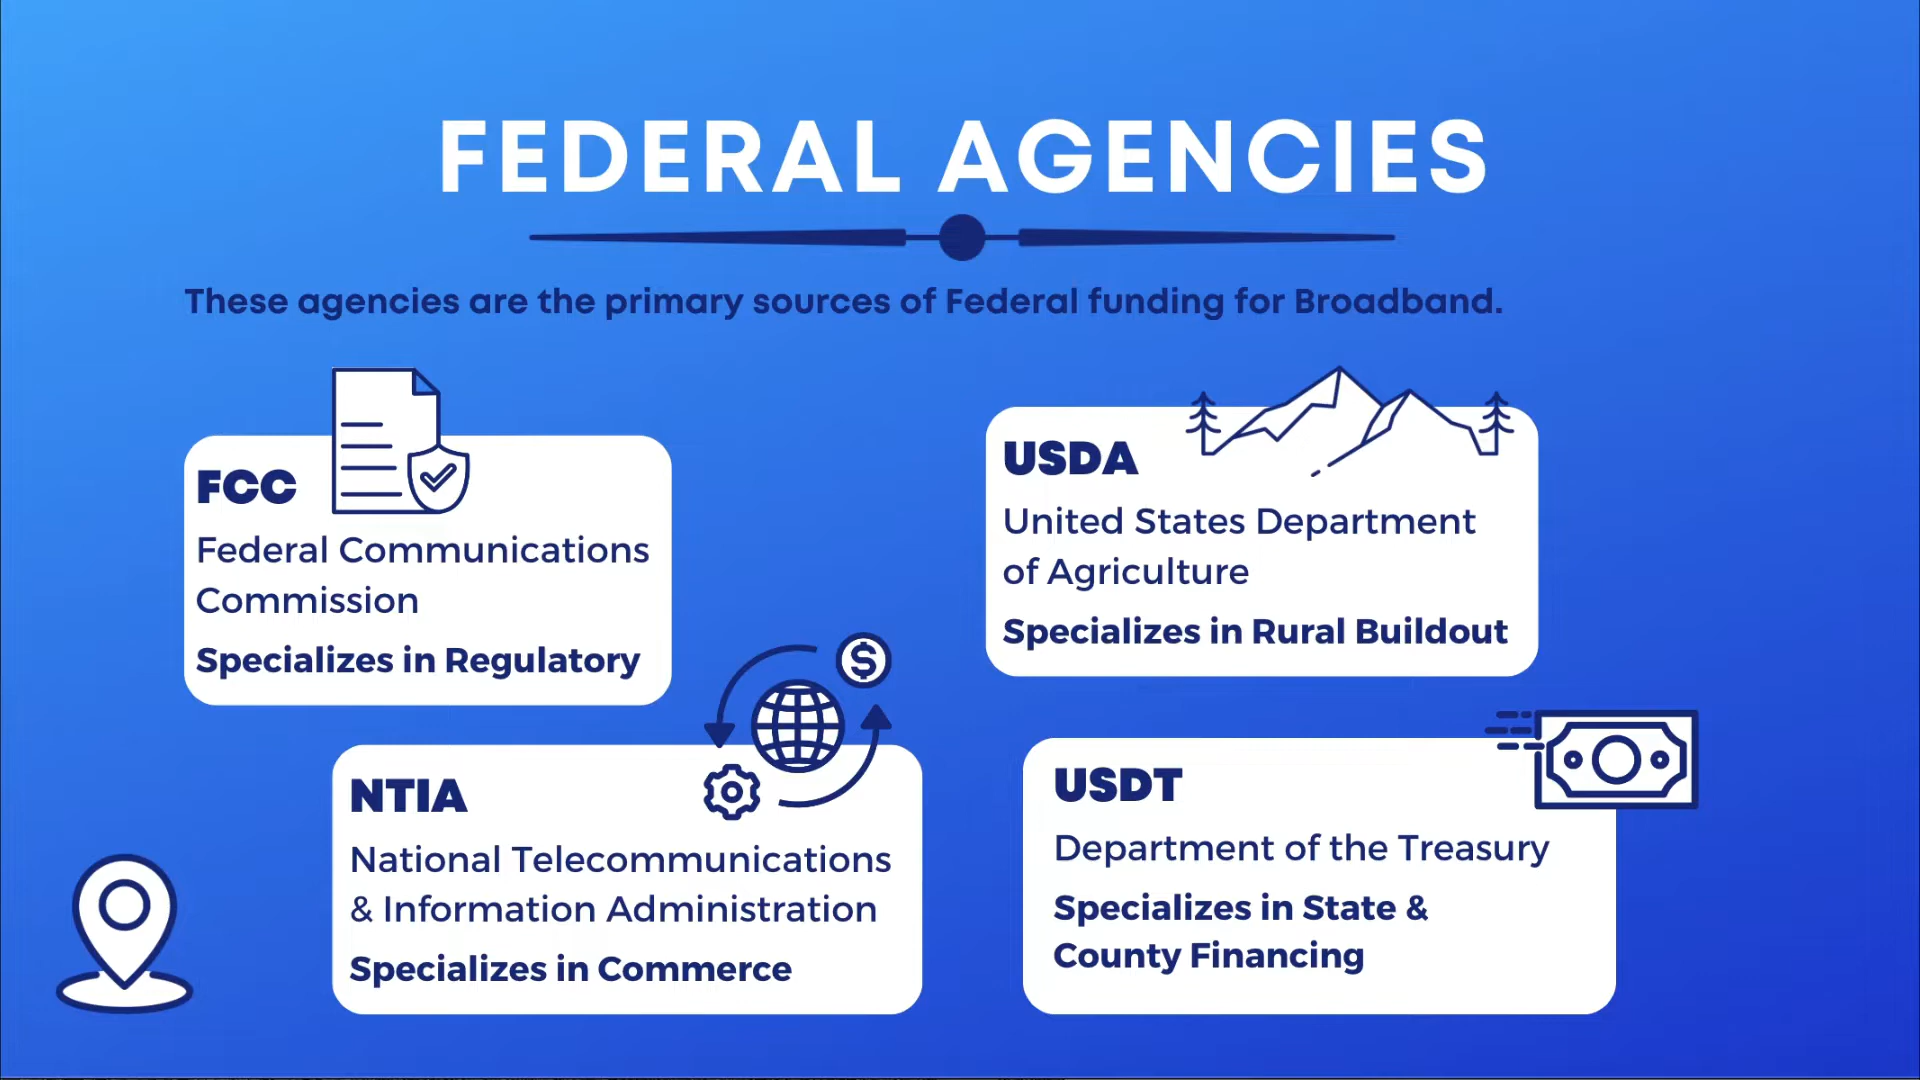 FEDERAL AGENCIES
These agencies are the primary sources of Federal funding for Broadband.
FCC
Federal Communications
Commission
Specializes in Regulatory
USDA
United States Department
of Agriculture
Specializes in Rural Buildout
$
NTIA
National Telecommunications
& Information Administration
Specializes in Commerce
USDT
Department of the Treasury
Specializes in State &
County Financing